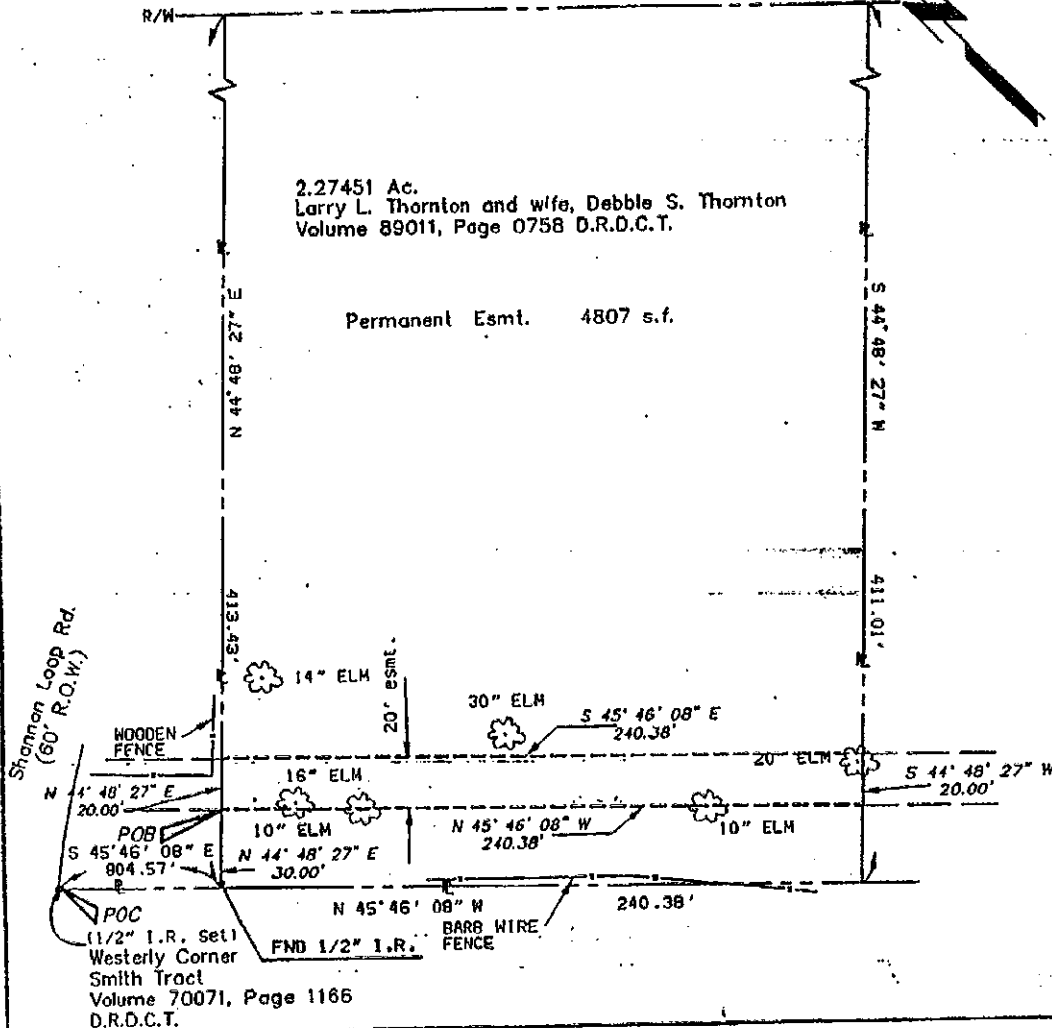 R/W
2.27451 Ac.
Larry L. Thornton and wife, Debbie S. Thornton
Volume 89011, Page 0758 D.R.D.C.T.
Permanent Esmt. 4807 s.f.
N 44°48' 27" E
413.43'
S 44°48' 27" W
411.01'
Shannan Loop Rd.
(60' R.O.W.)
WOODEN
FENCE
14" ELM
20' esmt.
30" ELM
S 45°46' 08" E
240.38'
20" ELM
S 44°48' 27" W
20.00'
N 44°48' 27" E
20.00'
16" ELM
10" ELM
N 45°46' 08" W
240.38'
10" ELM
POB
S 45°46' 08" E
804.57'
N 44°48' 27" E
30.00'
POC
(1/2" I.R. Set)
Westerly Corner
Smith Tract
Volume 70071, Page 1166
D.R.D.C.T.
FND 1/2" I.R.
N 45°46' 08" W
240.38'
BARB WIRE
FENCE